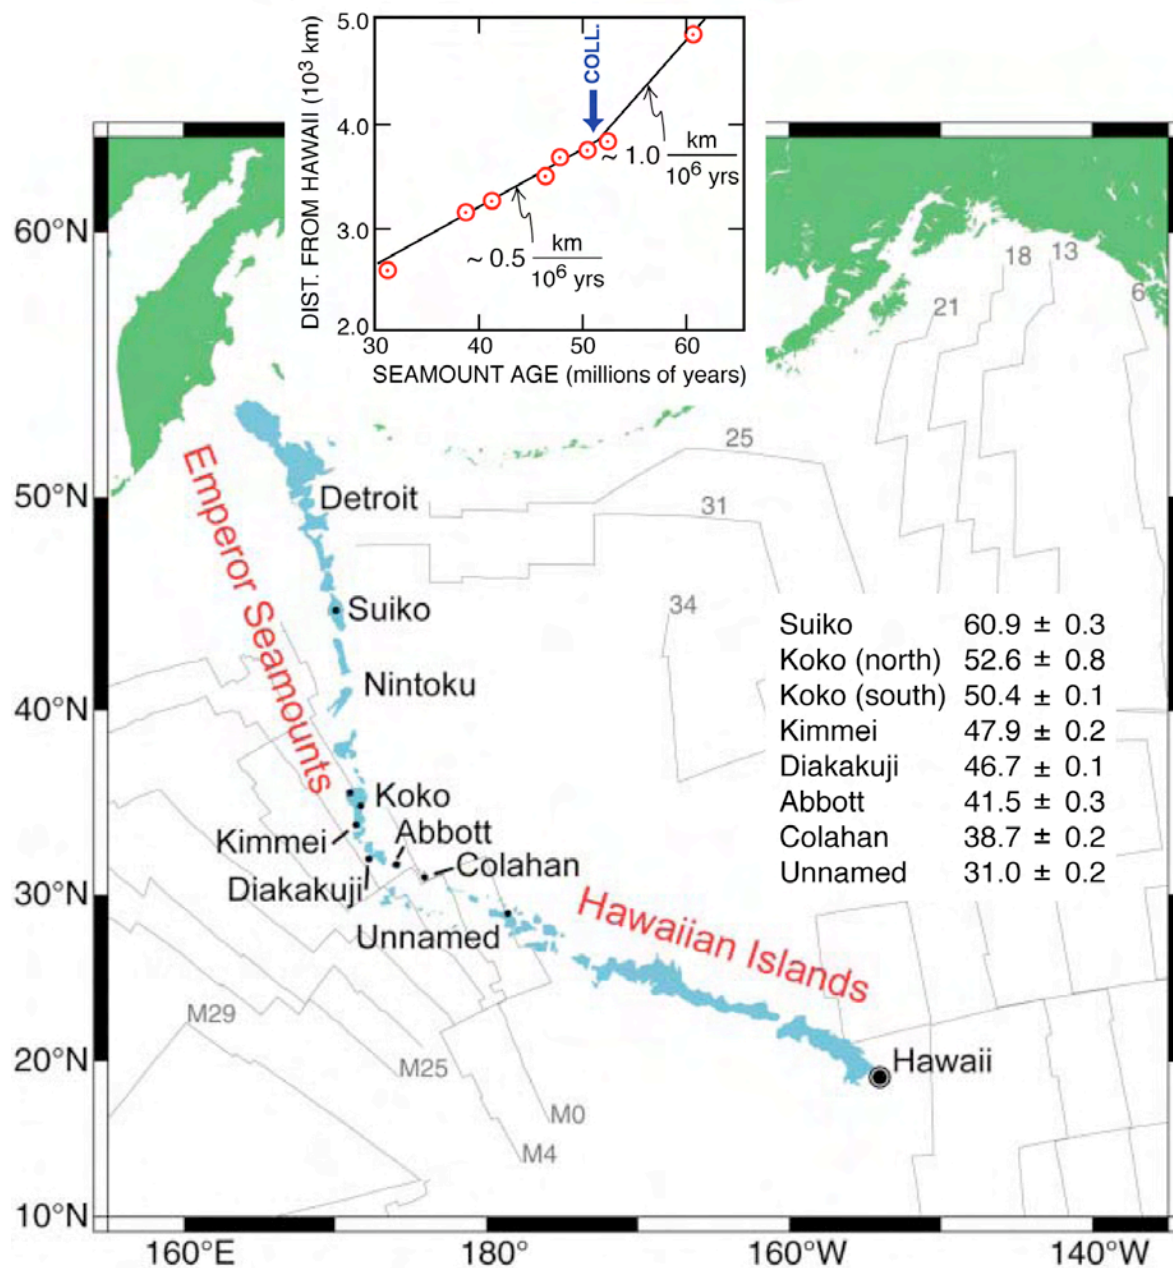 DIST. FROM HAWAII (10³ km)
5.0
4.0
3.0
2.0
COLL.
~ 1.0 km
10⁶ yrs
~ 0.5 km
10⁶ yrs
30
40
50
60
SEAMOUNT AGE (millions of years)
60°N
50°N
40°N
30°N
20°N
10°N
18
13
6
21
25
31
34
Emperor Seamounts
Detroit
Suiko
Nintoku
Koko
Kimmei
Abbott
Diakakuji
Colahan
Unnamed
Hawaiian Islands
Hawaii
Suiko 60.9 ± 0.3
Koko (north) 52.6 ± 0.8
Koko (south) 50.4 ± 0.1
Kimmei 47.9 ± 0.2
Diakakuji 46.7 ± 0.1
Abbott 41.5 ± 0.3
Colahan 38.7 ± 0.2
Unnamed 31.0 ± 0.2
M29
M25
M0
M4
160°E
180°
160°W
140°W